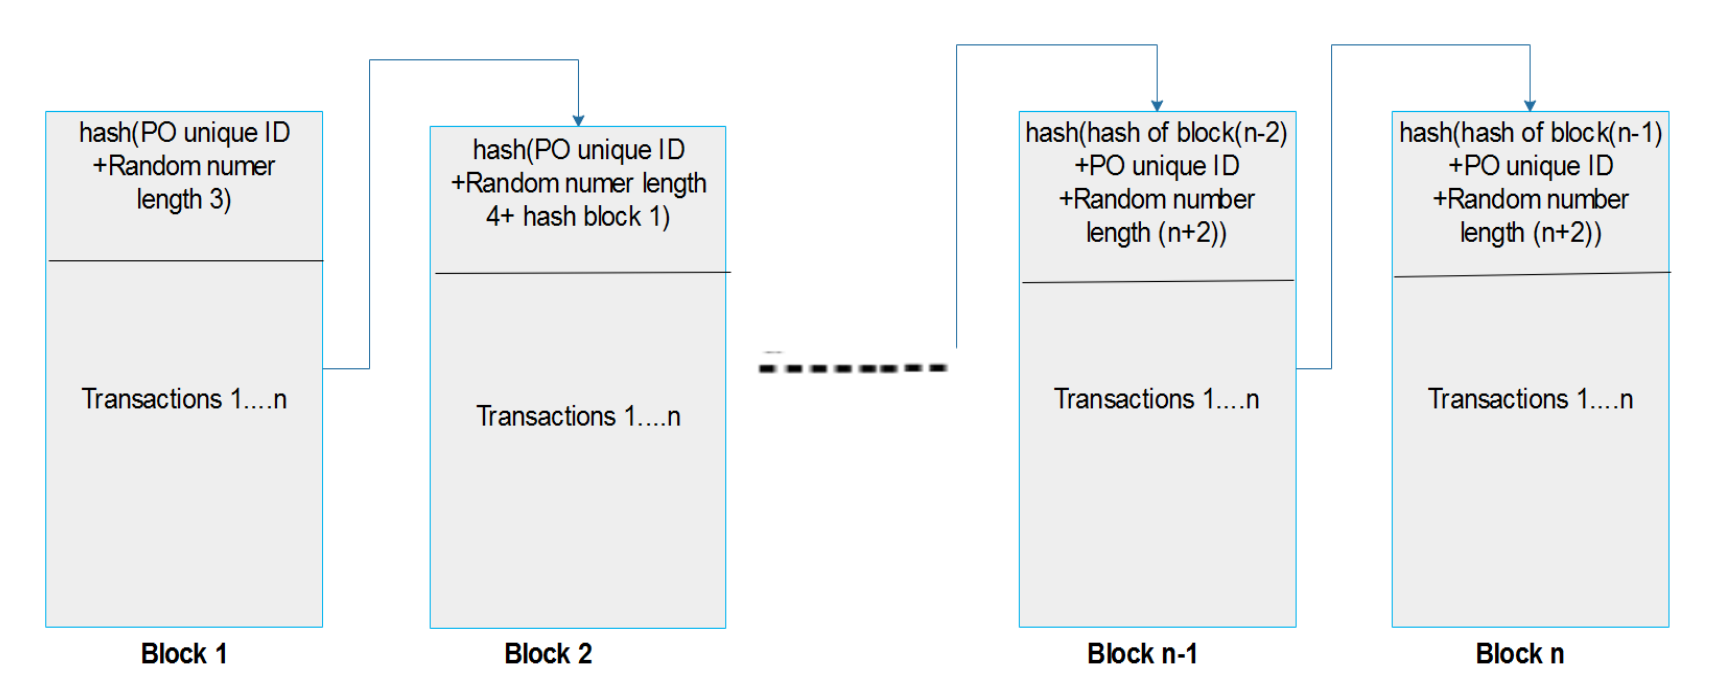 hash(PO unique ID
+Random numer
length 3)
Transactions 1....n
Block 1
hash(PO unique ID
+Random numer length
4+ hash block 1)
Transactions 1....n
Block 2
hash(hash of block(n-2)
+PO unique ID
+Random number
length (n+2))
Transactions 1....n
Block n-1
hash(hash of block(n-1)
+PO unique ID
+Random number
length (n+2))
Transactions 1....n
Block n